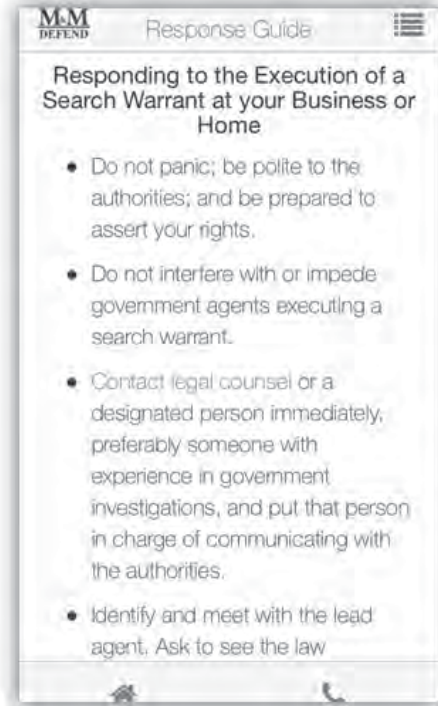 M&M
DEFEND
Response Guide
Responding to the Execution of a
Search Warrant at your Business or
Home
• Do not panic; be polite to the
authorities; and be prepared to
assert your rights.
• Do not interfere with or impede
government agents executing a
search warrant.
• Contact legal counsel or a
designated person immediately,
preferably someone with
experience in government
investigations, and put that person
in charge of communicating with
the authorities.
• Identify and meet with the lead
agent. Ask to see the law